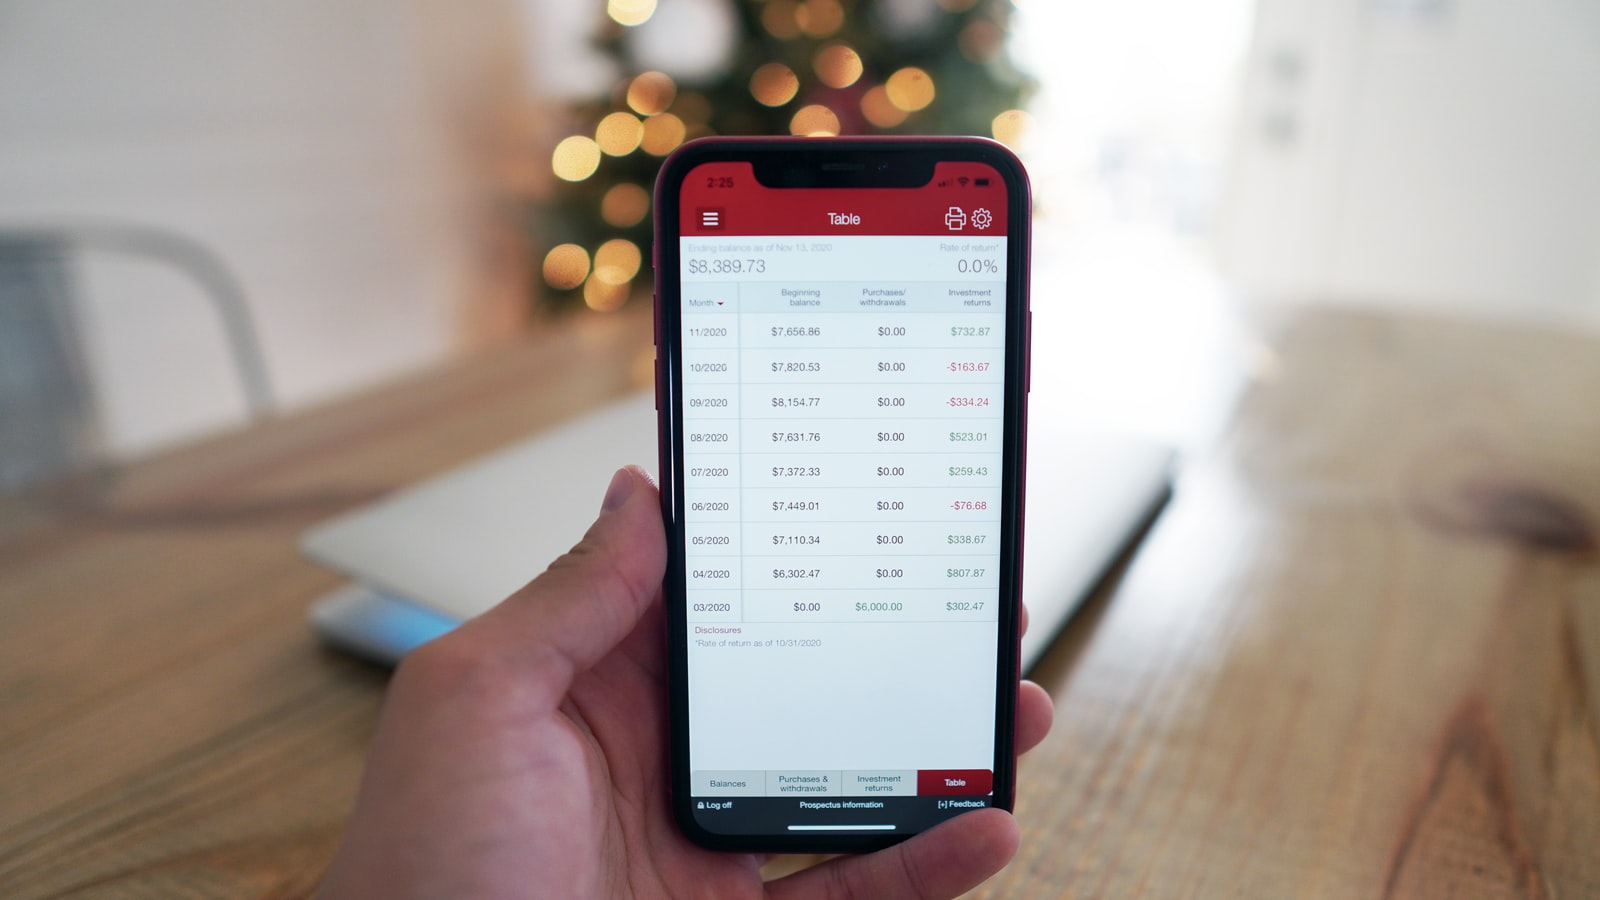 2:25
Table
Ending balance as of Nov 13, 2020 Rate of return*
$8,389.73 0.0%
Month Beginning balance Purchases/ withdrawals Investment returns
11/2020 $7,656.86 $0.00 $732.87
10/2020 $7,820.53 $0.00 -$163.67
09/2020 $8,154.77 $0.00 -$334.24
08/2020 $7,631.76 $0.00 $523.01
07/2020 $7,372.33 $0.00 $259.43
06/2020 $7,449.01 $0.00 -$76.68
05/2020 $7,110.34 $0.00 $338.67
04/2020 $6,302.47 $0.00 $807.87
03/2020 $0.00 $6,000.00 $302.47
Disclosures
*Rate of return as of 10/31/2020
Balances Purchases & withdrawals Investment returns Table
Log off Prospectus information [+] Feedback